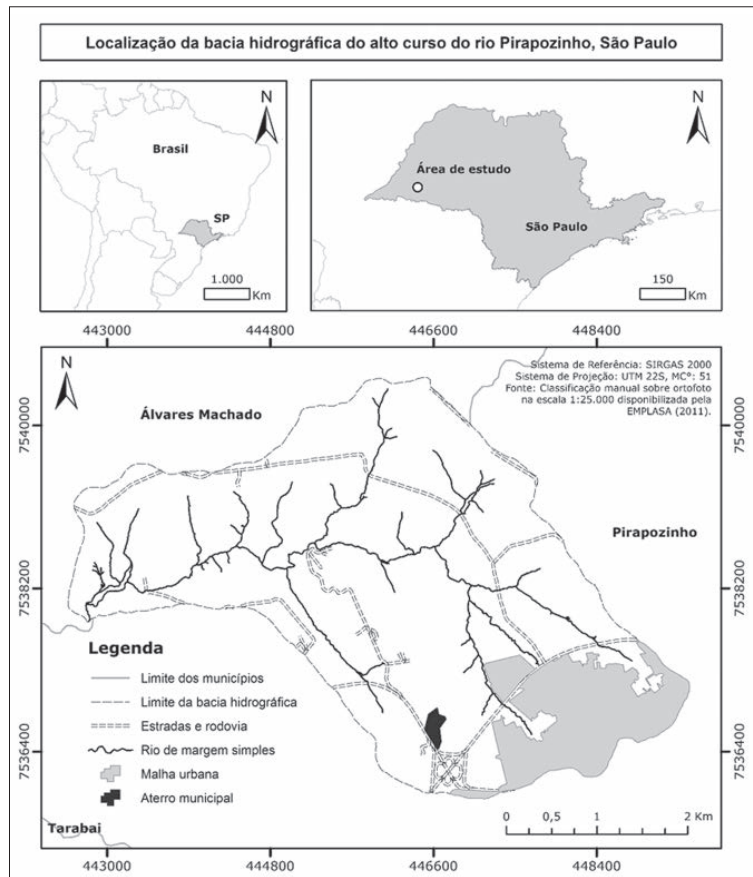 Localização da bacia hidrográfica do alto curso do rio Pirapozinho, São Paulo
N
Brasil
SP
1.000
Km
N
Área de estudo
São Paulo
150
Km
443000
444800
446600
448400
N
Sistema de Referência: SIRGAS 2000
Sistema de Projeção: UTM 22S, MC°: 51
Fonte: Classificação manual sobre ortofoto
na escala 1:25.000 disponibilizada pela
EMPLASA (2011).
Álvares Machado
7540000
7540000
Pirapozinho
7538200
7538200
Legenda
Limite dos municípios
Limite da bacia hidrográfica
Estradas e rodovia
Rio de margem simples
Malha urbana
Aterro municipal
7536400
7536400
Tarabai
0 0,5 1 2 Km
443000
444800
446600
448400